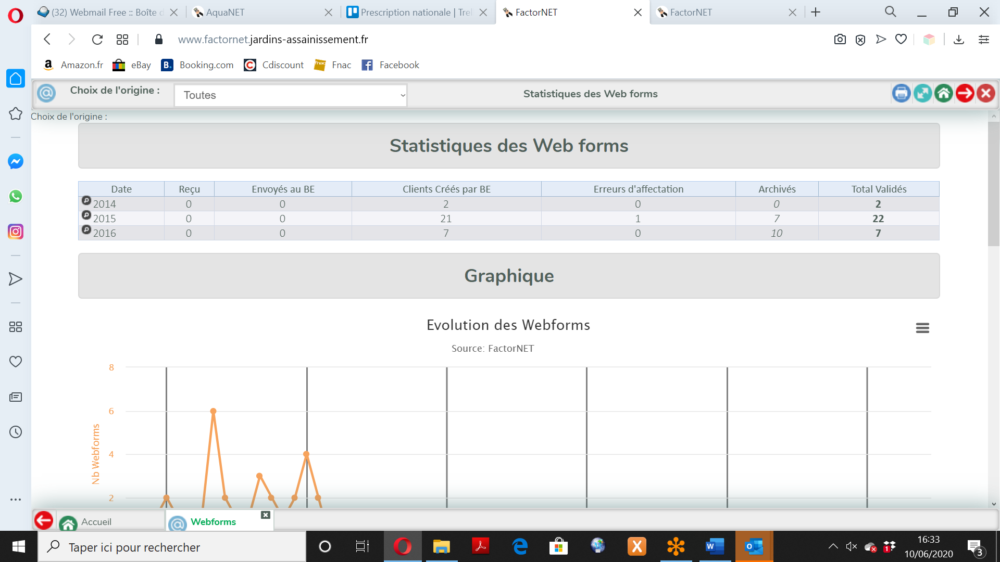 (32) Webmail Free :: Boîte d
AquaNET
Prescription nationale | Trel
FactorNET
FactorNET
www.factornet.jardins-assainissement.fr
Amazon.fr
eBay
Booking.com
Cdiscount
Fnac
Facebook
Choix de l'origine :
Toutes
Statistiques des Web forms
Choix de l'origine :
Statistiques des Web forms
Date Reçu Envoyés au BE Clients Créés par BE Erreurs d'affectation Archivés Total Validés
2014 0 0 2 0 0 2
2015 0 0 21 1 7 22
2016 0 0 7 0 10 7
Graphique
Evolution des Webforms
Source: FactorNET
8
6
4
2
Nb Webforms
Accueil
Webforms
Taper ici pour rechercher
16:33
10/06/2020
3